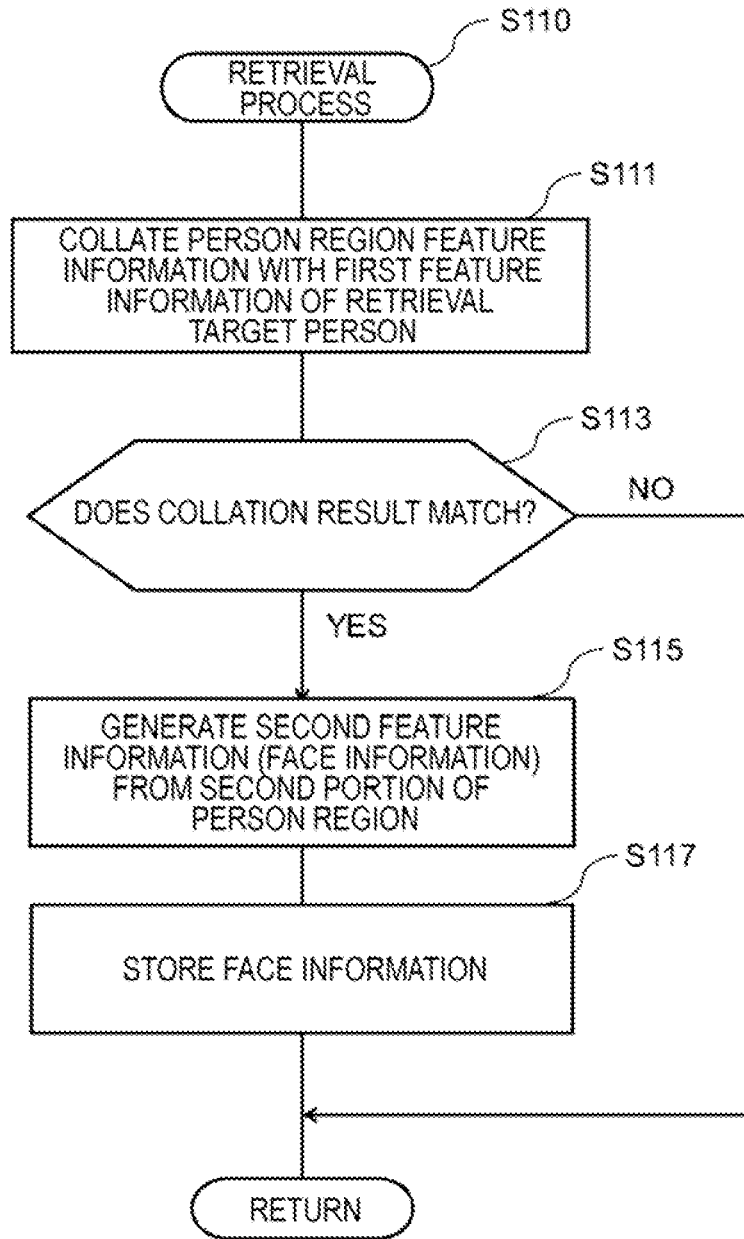 S110
RETRIEVAL
PROCESS
S111
COLLATE PERSON REGION FEATURE
INFORMATION WITH FIRST FEATURE
INFORMATION OF RETRIEVAL
TARGET PERSON
S113
DOES COLLATION RESULT MATCH?
NO
YES
S115
GENERATE SECOND FEATURE
INFORMATION (FACE INFORMATION)
FROM SECOND PORTION OF
PERSON REGION
S117
STORE FACE INFORMATION
RETURN